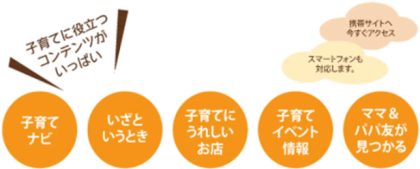 子育てに役立つ
コンテンツが
いっぱい
携帯サイトへ
今すぐアクセス
スマートフォンも
対応します。
子育て
ナビ
いざと
いうとき
子育てに
うれしい
お店
子育て
イベント
情報
ママ&
パパ友が
見つかる